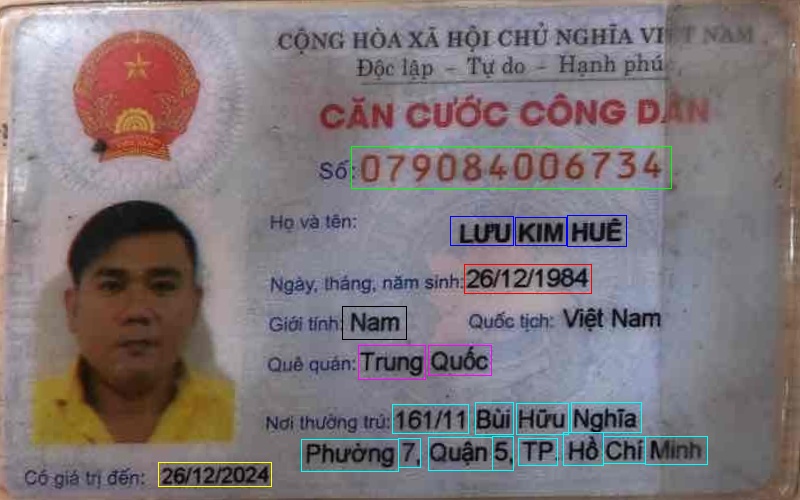 CỘNG HÒA XÃ HỘI CHỦ NGHĨA VIỆT NAM
Độc lập - Tự do - Hạnh phúc
CĂN CƯỚC CÔNG DÂN
Số: 079084006734
Họ và tên: LƯU KIM HUÊ
Ngày, tháng, năm sinh: 26/12/1984
Giới tính: Nam Quốc tịch: Việt Nam
Quê quán: Trung Quốc
Nơi thường trú: 161/11 Bùi Hữu Nghĩa
Phường 7, Quận 5, TP. Hồ Chí Minh
Có giá trị đến: 26/12/2024